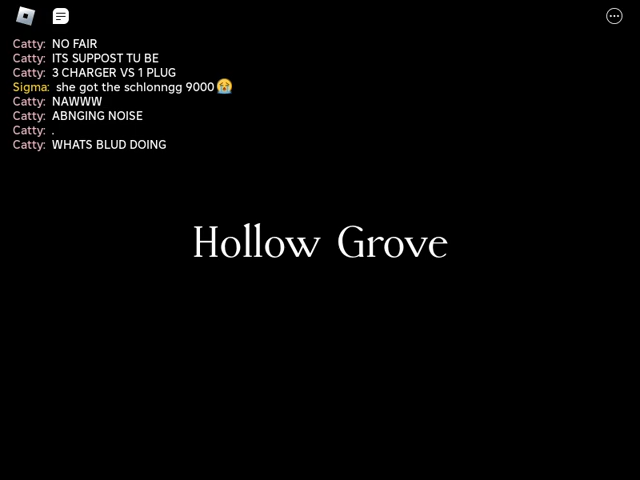 Catty: NO FAIR
Catty: ITS SUPPOST TU BE
Catty: 3 CHARGER VS 1 PLUG
Sigma: she got the schlonngg 9000😭
Catty: NAWWW
Catty: ABNGING NOISE
Catty: .
Catty: WHATS BLUD DOING
Hollow Grove